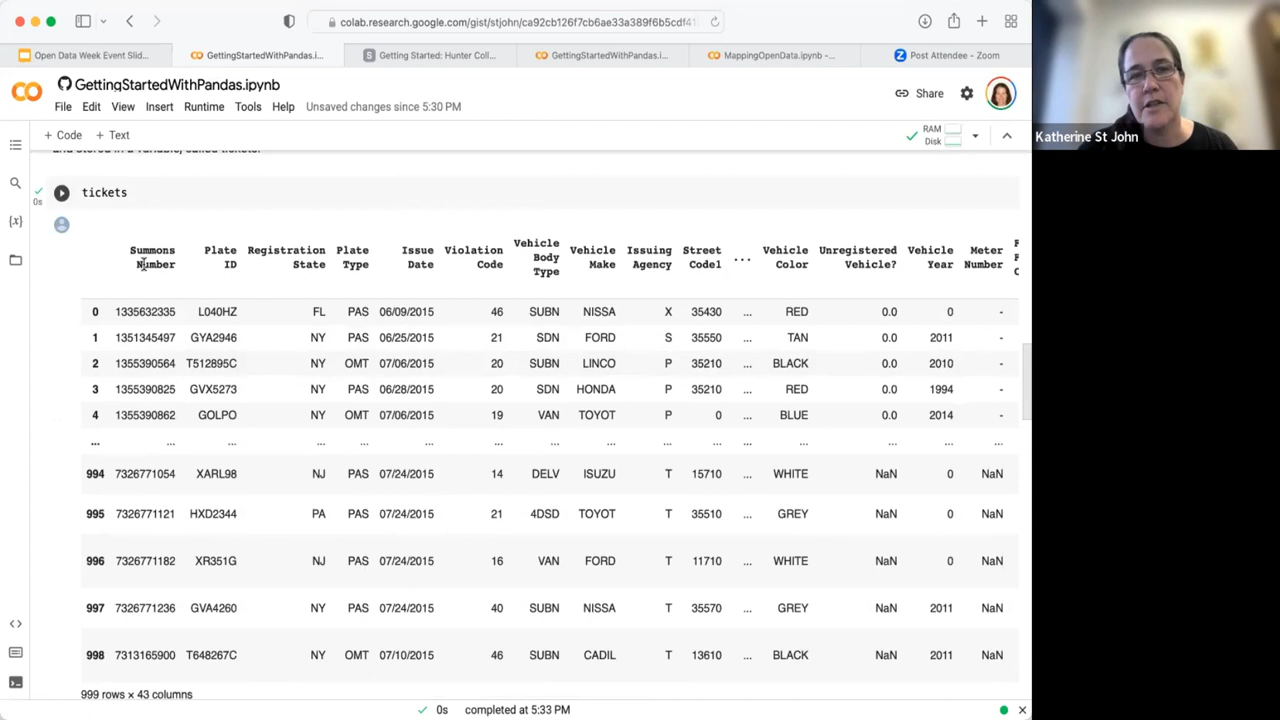 colab.research.google.com/gist/stjohn/ca92cb126f7cb6ae33a389f6b5cdf41
Open Data Week Event Slid...
GettingStartedWithPandas.i...
Getting Started: Hunter Coll...
GettingStartedWithPandas.i...
MappingOpenData.ipynb -...
Post Attendee - Zoom
GettingStartedWithPandas.ipynb
File Edit View Insert Runtime Tools Help Unsaved changes since 5:30 PM
Share
+ Code + Text
RAM
Disk
and stored in a variable, called tickets.
0s
tickets
Summons Number Plate ID Registration State Plate Type Issue Date Violation Code Vehicle Body Type Vehicle Make Issuing Agency Street Code1 ... Vehicle Color Unregistered Vehicle? Vehicle Year Meter Number
0 1335632335 L040HZ FL PAS 06/09/2015 46 SUBN NISSA X 35430 ... RED 0.0 0 -
1 1351345497 GYA2946 NY PAS 06/25/2015 21 SDN FORD S 35550 ... TAN 0.0 2011 -
2 1355390564 T512895C NY OMT 07/06/2015 20 SUBN LINCO P 35210 ... BLACK 0.0 2010 -
3 1355390825 GVX5273 NY PAS 06/28/2015 20 SDN HONDA P 35210 ... RED 0.0 1994 -
4 1355390862 GOLPO NY OMT 07/06/2015 19 VAN TOYOT P 0 ... BLUE 0.0 2014 -
... ... ... ... ... ... ... ... ... ... ... ... ... ... ... ...
994 7326771054 XARL98 NJ PAS 07/24/2015 14 DELV ISUZU T 15710 ... WHITE NaN 0 NaN
995 7326771121 HXD2344 PA PAS 07/24/2015 21 4DSD TOYOT T 35510 ... GREY NaN 0 NaN
996 7326771182 XR351G NJ PAS 07/24/2015 16 VAN FORD T 11710 ... WHITE NaN 0 NaN
997 7326771236 GVA4260 NY PAS 07/24/2015 40 SUBN NISSA T 35570 ... GREY NaN 2011 NaN
998 7313165900 T648267C NY OMT 07/10/2015 46 SUBN CADIL T 13610 ... BLACK NaN 2011 NaN
999 rows × 43 columns
0s completed at 5:33 PM
Katherine St John